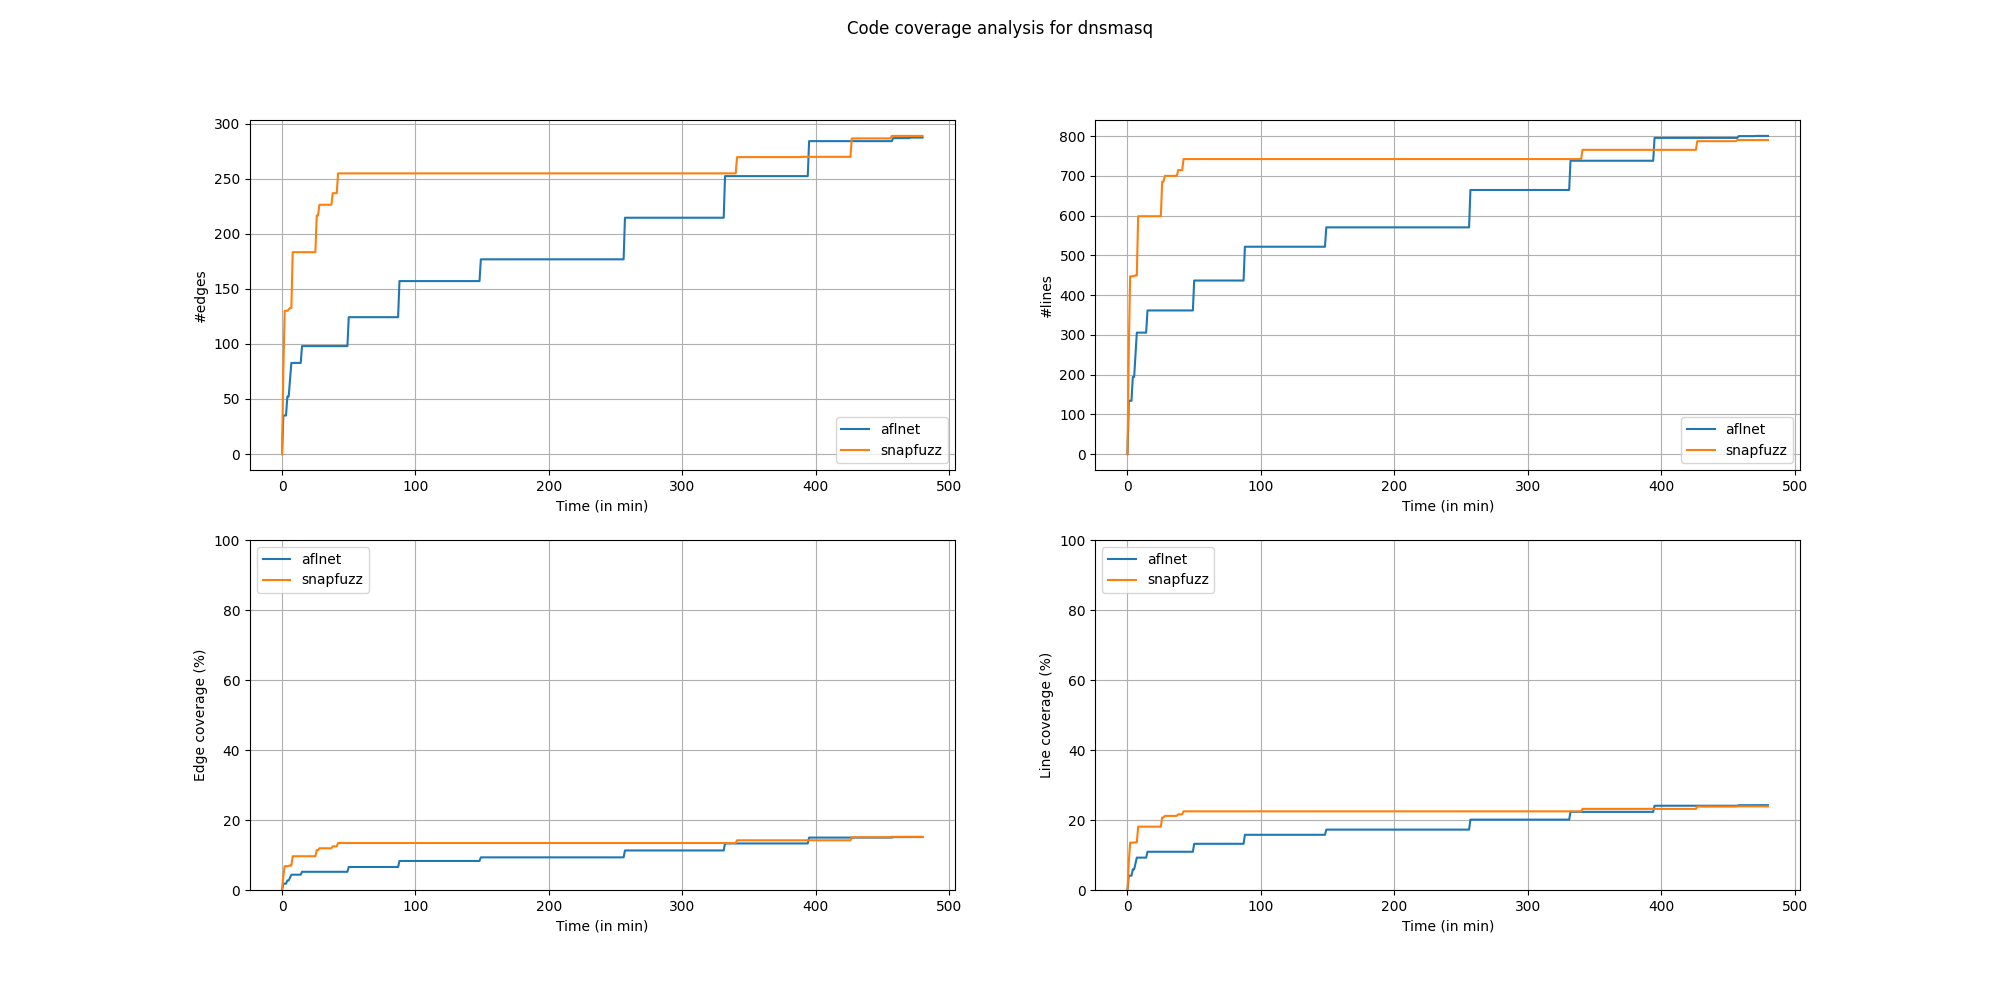 Code coverage analysis for dnsmasq
300
250
200
150
100
50
0
#edges
aflnet
snapfuzz
0 100 200 300 400 500
Time (in min)
800
700
600
500
400
300
200
100
0
#lines
aflnet
snapfuzz
0 100 200 300 400 500
Time (in min)
100
80
60
40
20
0
Edge coverage (%)
aflnet
snapfuzz
0 100 200 300 400 500
Time (in min)
100
80
60
40
20
0
Line coverage (%)
aflnet
snapfuzz
0 100 200 300 400 500
Time (in min)